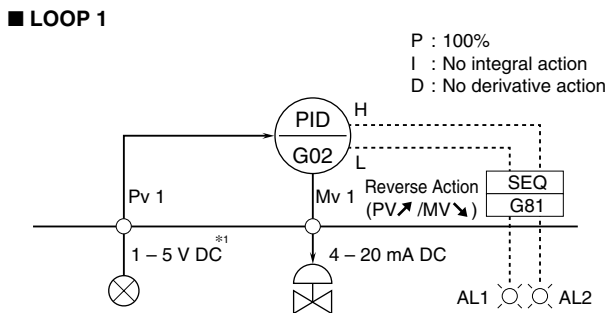 ■ LOOP 1
P : 100%
I : No integral action
D : No derivative action
H
PID
G02
L
Pv 1
Mv 1
Reverse Action
(PV↗ /MV↘ )
SEQ
G81
1 – 5 V DC*1
4 – 20 mA DC
AL1
AL2